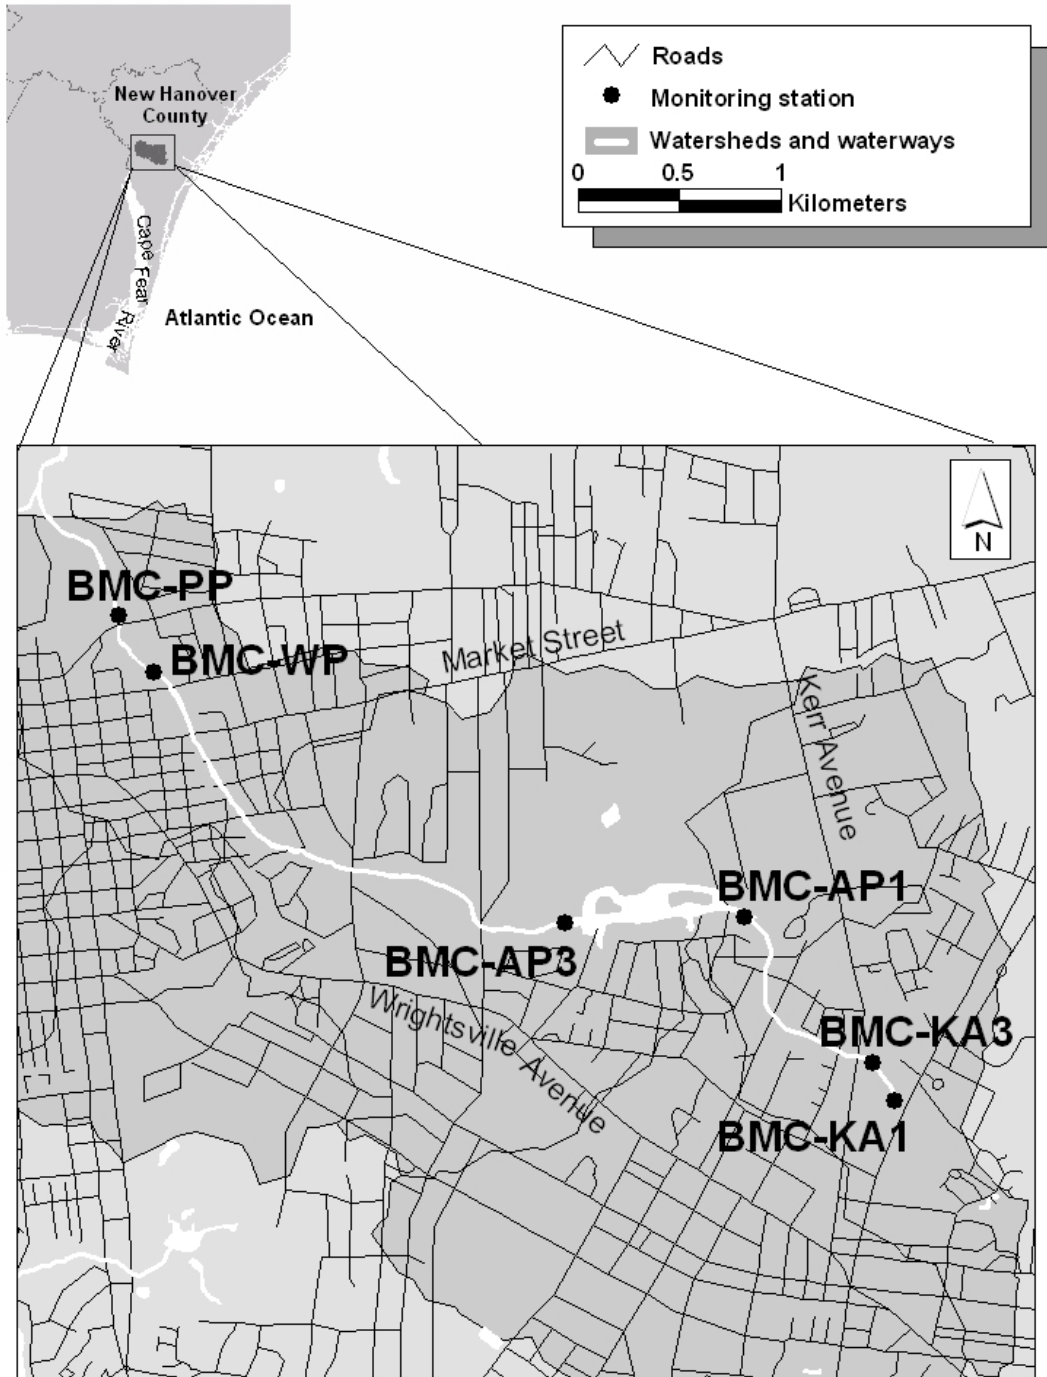 New Hanover
County
Cape Fear
River
Atlantic Ocean
Roads
Monitoring station
Watersheds and waterways
0 0.5 1
Kilometers
N
BMC-PP
BMC-WP
Market Street
Kerr Avenue
BMC-AP1
BMC-AP3
Wrightsville Avenue
BMC-KA3
BMC-KA1